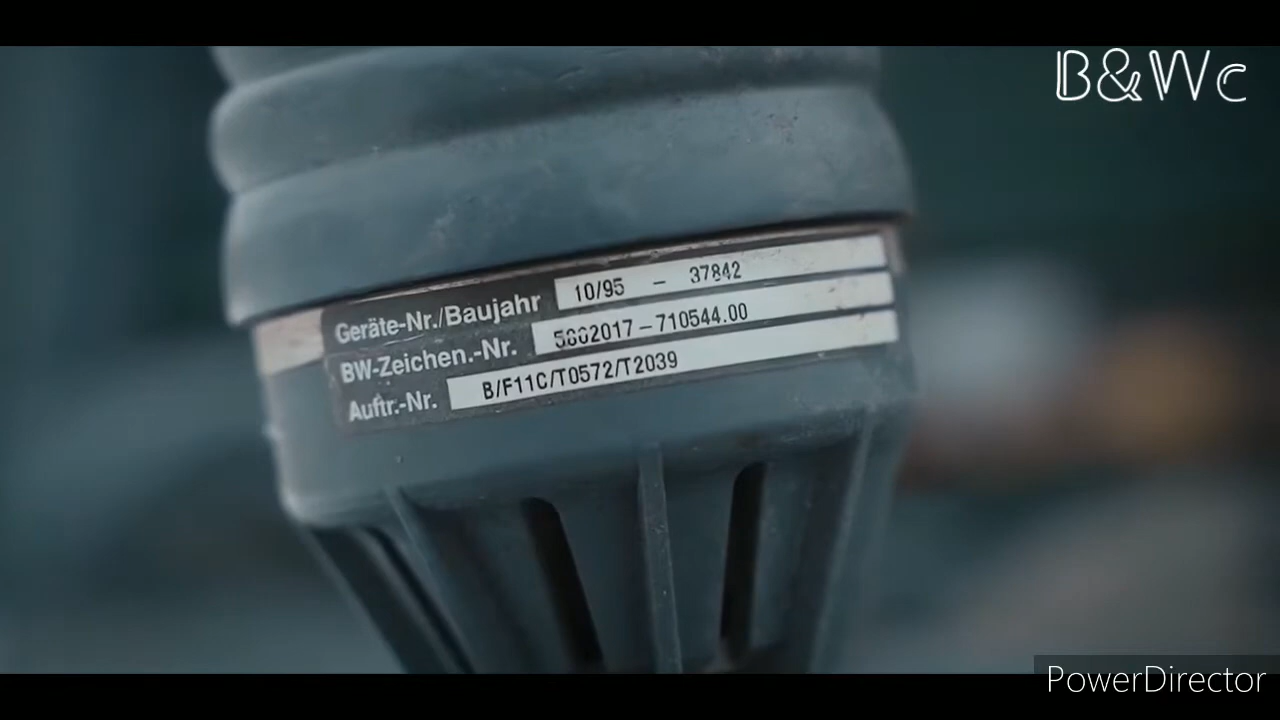 B&Wc
Geräte-Nr./Baujahr 10/95 - 37842
BW-Zeichen.-Nr. 5802017-710544.00
Auftr.-Nr. B/F11C/T0572/T2039
PowerDirector